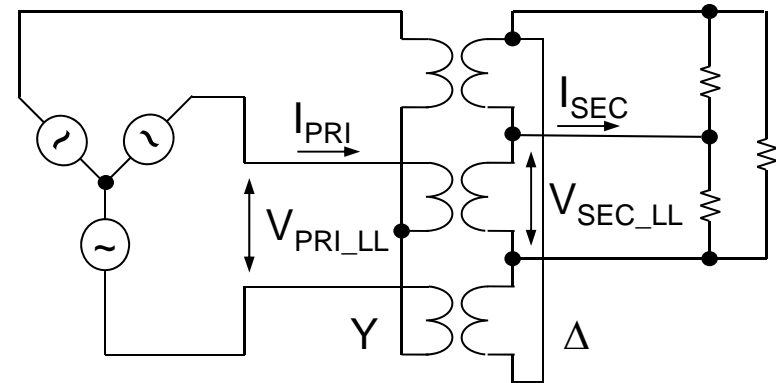 I_PRI
I_SEC
V_PRI_LL
V_SEC_LL
Y
Δ